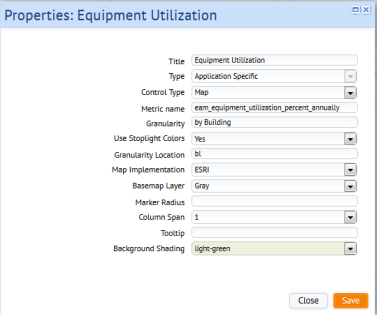 Properties: Equipment Utilization
Title Equipment Utilization
Type Application Specific
Control Type Map
Metric name eam_equipment_utilization_percent_annually
Granularity by Building
Use Stoplight Colors Yes
Granularity Location bl
Map Implementation ESRI
Basemap Layer Gray
Marker Radius
Column Span 1
Tooltip
Background Shading light-green
Close Save